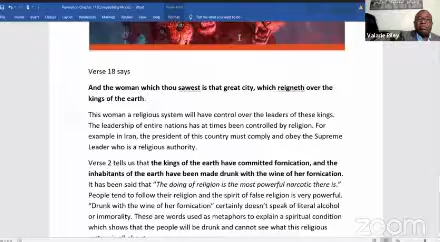 Valarie Riley
Tell me what you want to do
Verse 18 says
And the woman which thou sawest is that great city, which reigneth over the
kings of the earth.
This woman a religious system will have control over the leaders of these kings.
The leadership of entire nations has at times been controlled by religion. For
example in Iran, the president of this country must comply and obey the Supreme
Leader who is a religious authority.
Verse 2 tells us that the kings of the earth have committed fornication, and the
inhabitants of the earth have been made drunk with the wine of her fornication.
It has been said that "The doing of religion is the most powerful narcotic there is."
People tend to follow their religion and the spirit of false religion is very powerful.
"Drunk with the wine of her fornication" certainly doesn't speak of literal alcohol
or immorality. These are words used as metaphors to explain a spiritual condition
which shows that the people will be drunk and cannot see what this religious
zoom